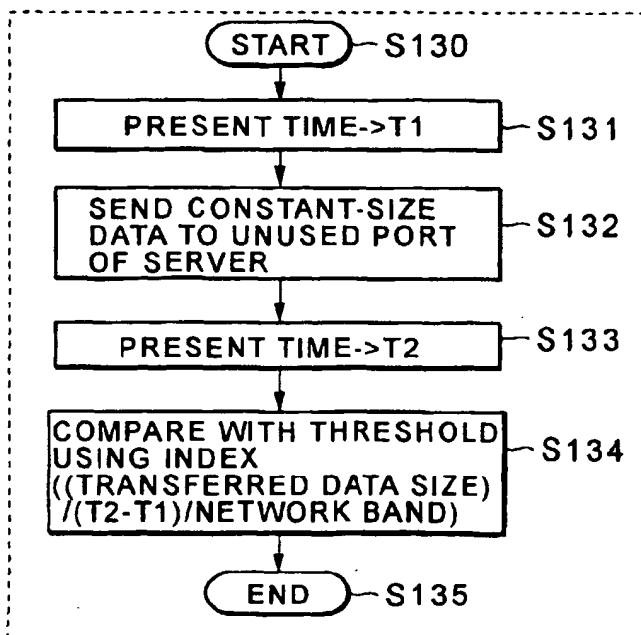 START S130
PRESENT TIME->T1 S131
SEND CONSTANT-SIZE
DATA TO UNUSED PORT
OF SERVER
S132
PRESENT TIME->T2 S133
COMPARE WITH THRESHOLD
USING INDEX
((TRANSFERRED DATA SIZE)
/(T2-T1)/NETWORK BAND)
S134
END S135